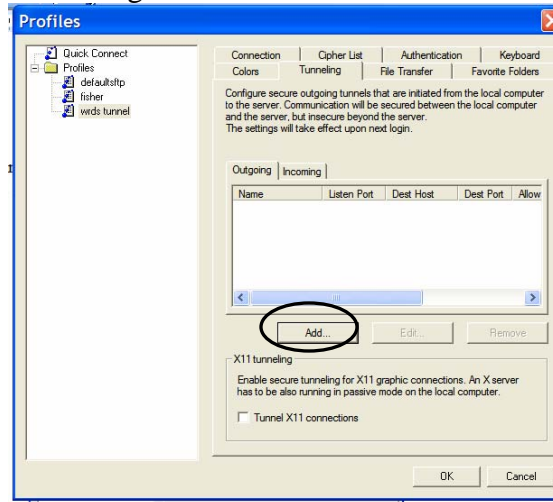 Profiles
Quick Connect
Profiles
defaultsftp
fisher
wrds tunnel
Connection Cipher List Authentication Keyboard
Colors Tunneling File Transfer Favorite Folders
Configure secure outgoing tunnels that are initiated from the local computer
to the server. Communication will be secured between the local computer
and the server, but insecure beyond the server.
The settings will take effect upon next login.
Outgoing Incoming
Name Listen Port Dest Host Dest Port Allow
Add... Edit... Remove
X11 tunneling
Enable secure tunneling for X11 graphic connections. An X server
has to be also running in passive mode on the local computer.
Tunnel X11 connections
OK Cancel